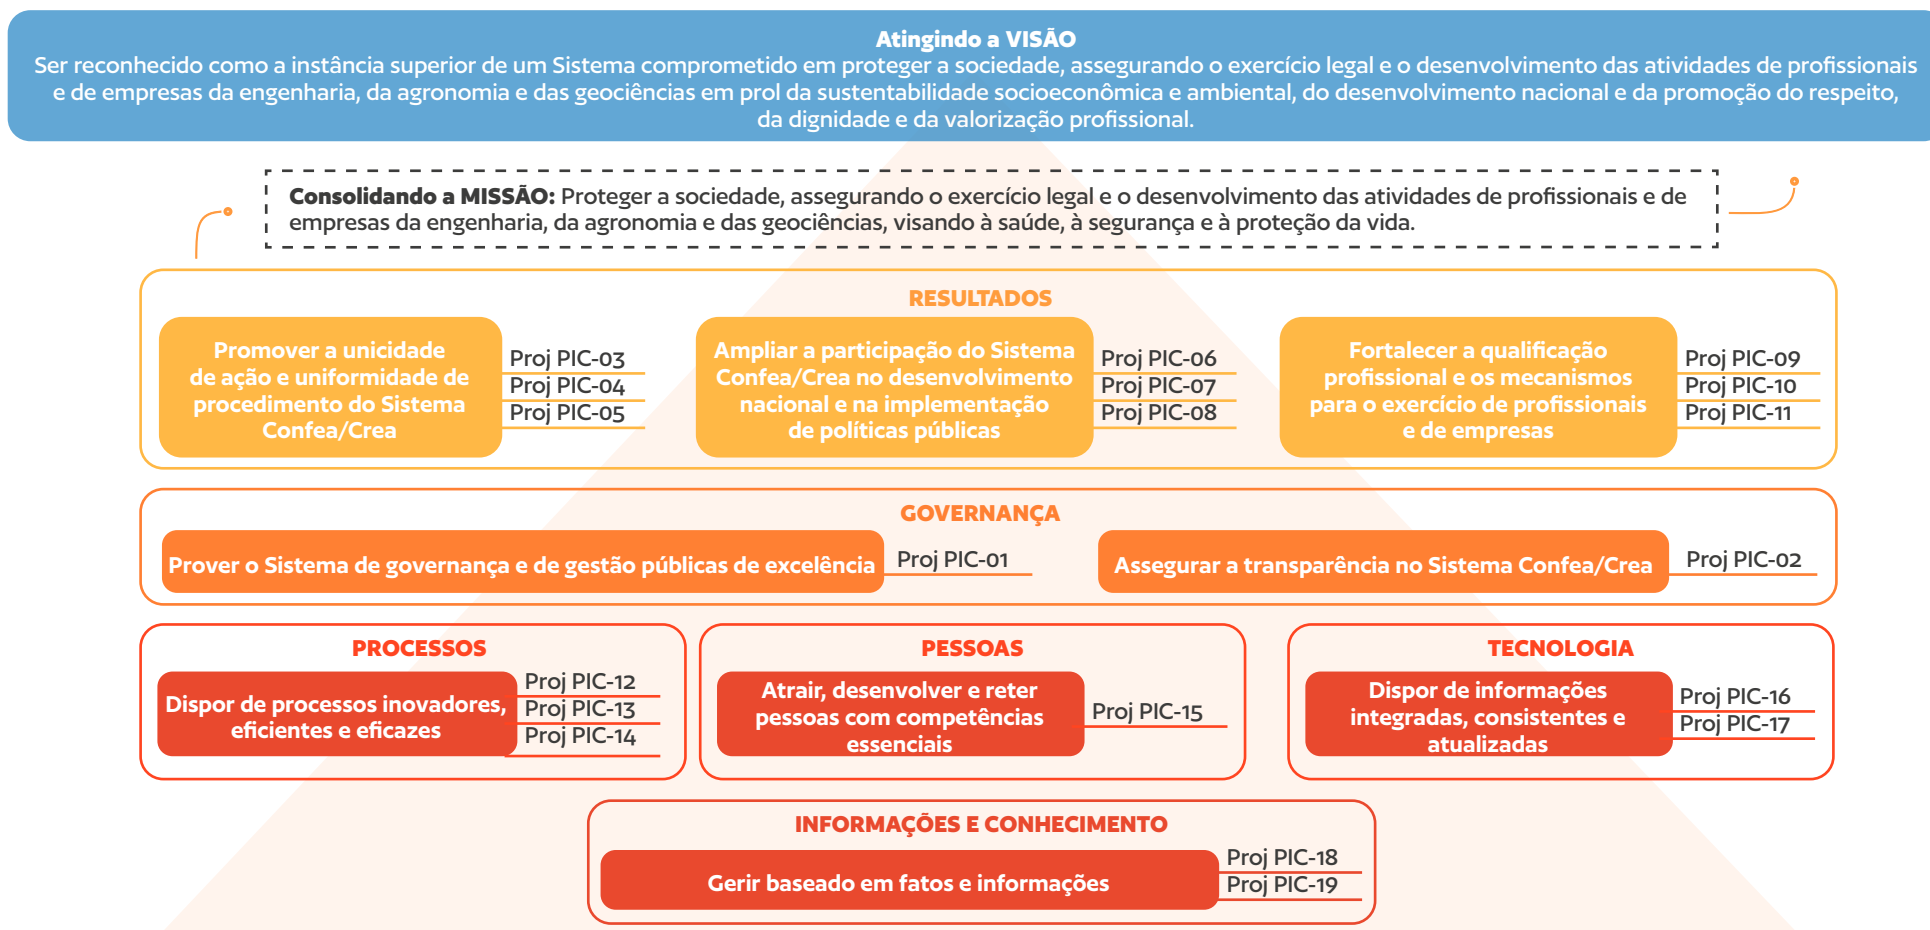 Atingindo a VISÃO
Ser reconhecido como a instância superior de um Sistema comprometido em proteger a sociedade, assegurando o exercício legal e o desenvolvimento das atividades de profissionais
e de empresas da engenharia, da agronomia e das geociências em prol da sustentabilidade socioeconômica e ambiental, do desenvolvimento nacional e da promoção do respeito,
da dignidade e da valorização profissional.
Consolidando a MISSÃO: Proteger a sociedade, assegurando o exercício legal e o desenvolvimento das atividades de profissionais e de
empresas da engenharia, da agronomia e das geociências, visando à saúde, à segurança e à proteção da vida.
RESULTADOS
Promover a unicidade
de ação e uniformidade de
procedimento do Sistema
Confea/Crea
Proj PIC-03
Proj PIC-04
Proj PIC-05
Ampliar a participação do Sistema
Confea/Crea no desenvolvimento
nacional e na implementação
de políticas públicas
Proj PIC-06
Proj PIC-07
Proj PIC-08
Fortalecer a qualificação
profissional e os mecanismos
para o exercício de profissionais
e de empresas
Proj PIC-09
Proj PIC-10
Proj PIC-11
GOVERNANÇA
Prover o Sistema de governança e de gestão públicas de excelência
Proj PIC-01
Assegurar a transparência no Sistema Confea/Crea
Proj PIC-02
PROCESSOS
Dispor de processos inovadores,
eficientes e eficazes
Proj PIC-12
Proj PIC-13
Proj PIC-14
PESSOAS
Atrair, desenvolver e reter
pessoas com competências
essenciais
Proj PIC-15
TECNOLOGIA
Dispor de informações
integradas, consistentes e
atualizadas
Proj PIC-16
Proj PIC-17
INFORMAÇÕES E CONHECIMENTO
Gerir baseado em fatos e informações
Proj PIC-18
Proj PIC-19